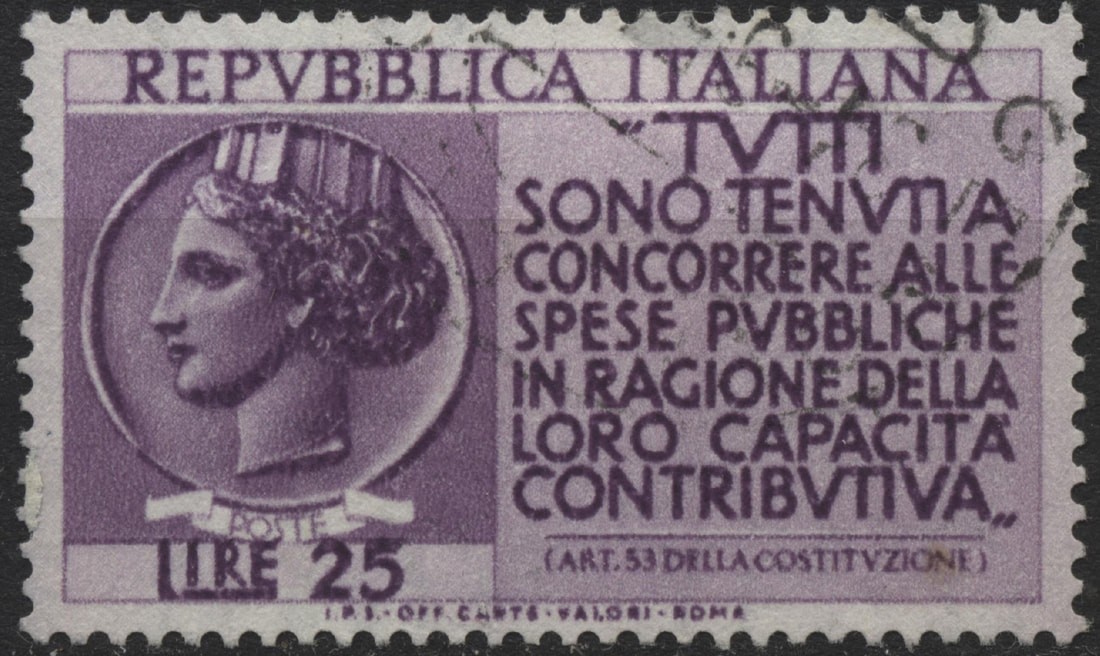 REPVBBLICA ITALIANA
"TVTTI
SONO TENVTI A
CONCORRERE ALLE
SPESE PVBBLICHE
IN RAGIONE DELLA
LORO CAPACITÀ
CONTRIBVTIVA„
(ART. 53 DELLA COSTITVZIONE)
POSTE
LIRE 25
I.P.S. - OFF. CARTE - VALORI - ROMA